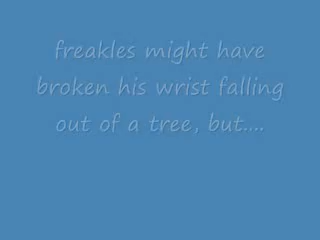 freakles might have
broken his wrist falling
out of a tree, but....